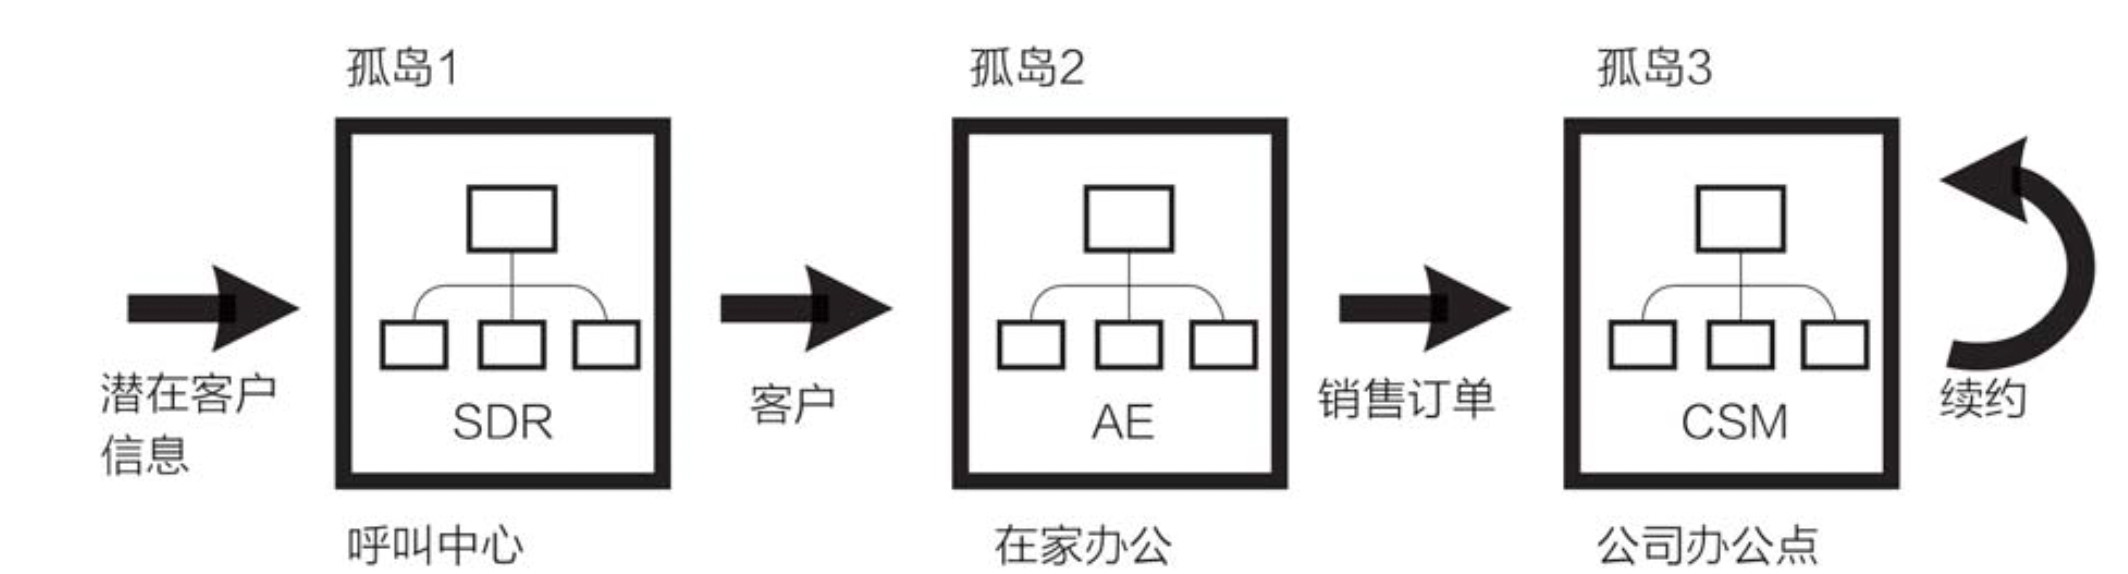 孤岛1
孤岛2
孤岛3
潜在客户
信息
SDR
客户
AE
销售订单
CSM
续约
呼叫中心
在家办公
公司办公点